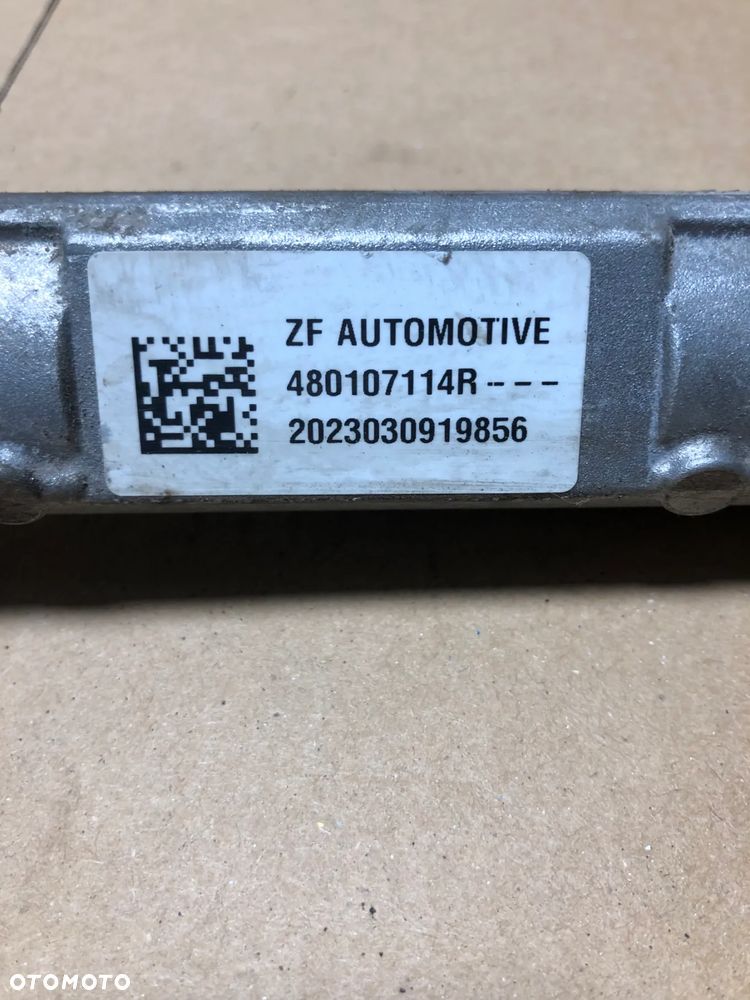 ZF AUTOMOTIVE
480107114R---
2023030919856
OTOMOTO